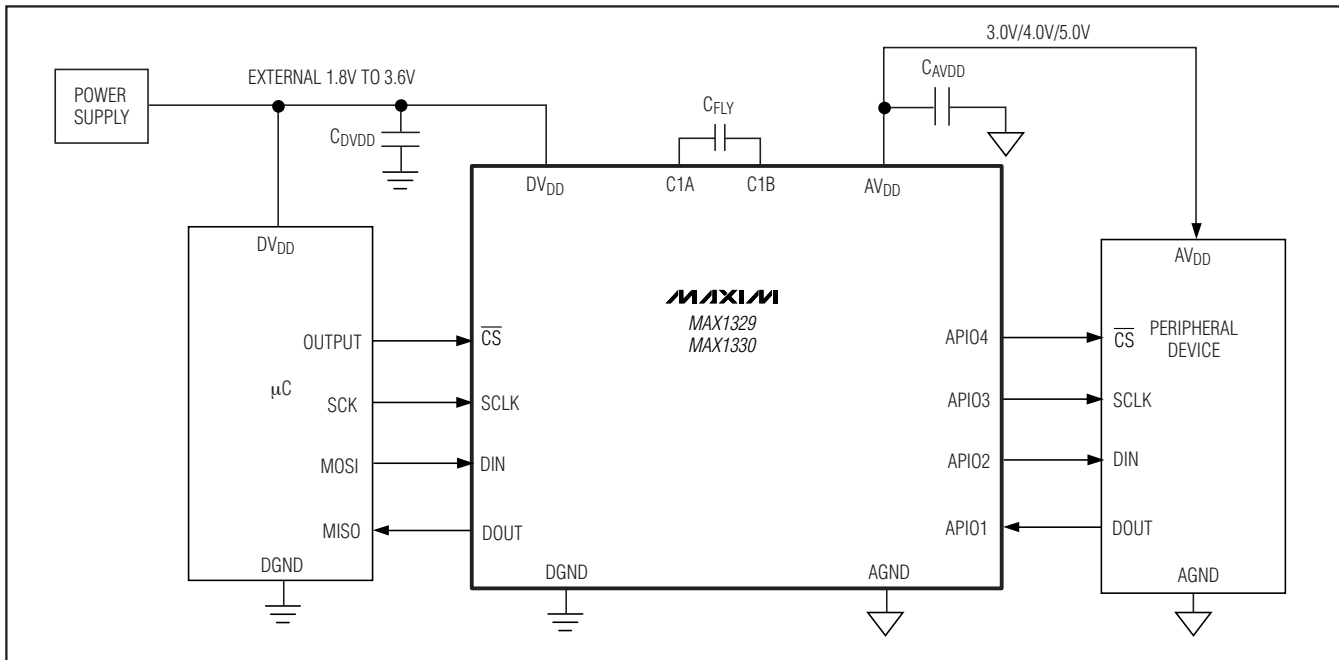 3.0V/4.0V/5.0V
POWER
SUPPLY
EXTERNAL 1.8V TO 3.6V
CDVDD
CFLY
CAVDD
DVDD
C1A
C1B
AVDD
DVDD
OUTPUT
µC
SCK
MOSI
MISO
DGND
MAXIM
MAX1329
MAX1330
CS
SCLK
DIN
DOUT
DGND
AGND
APIO4
APIO3
APIO2
APIO1
AVDD
PERIPHERAL
DEVICE
CS
SCLK
DIN
DOUT
AGND